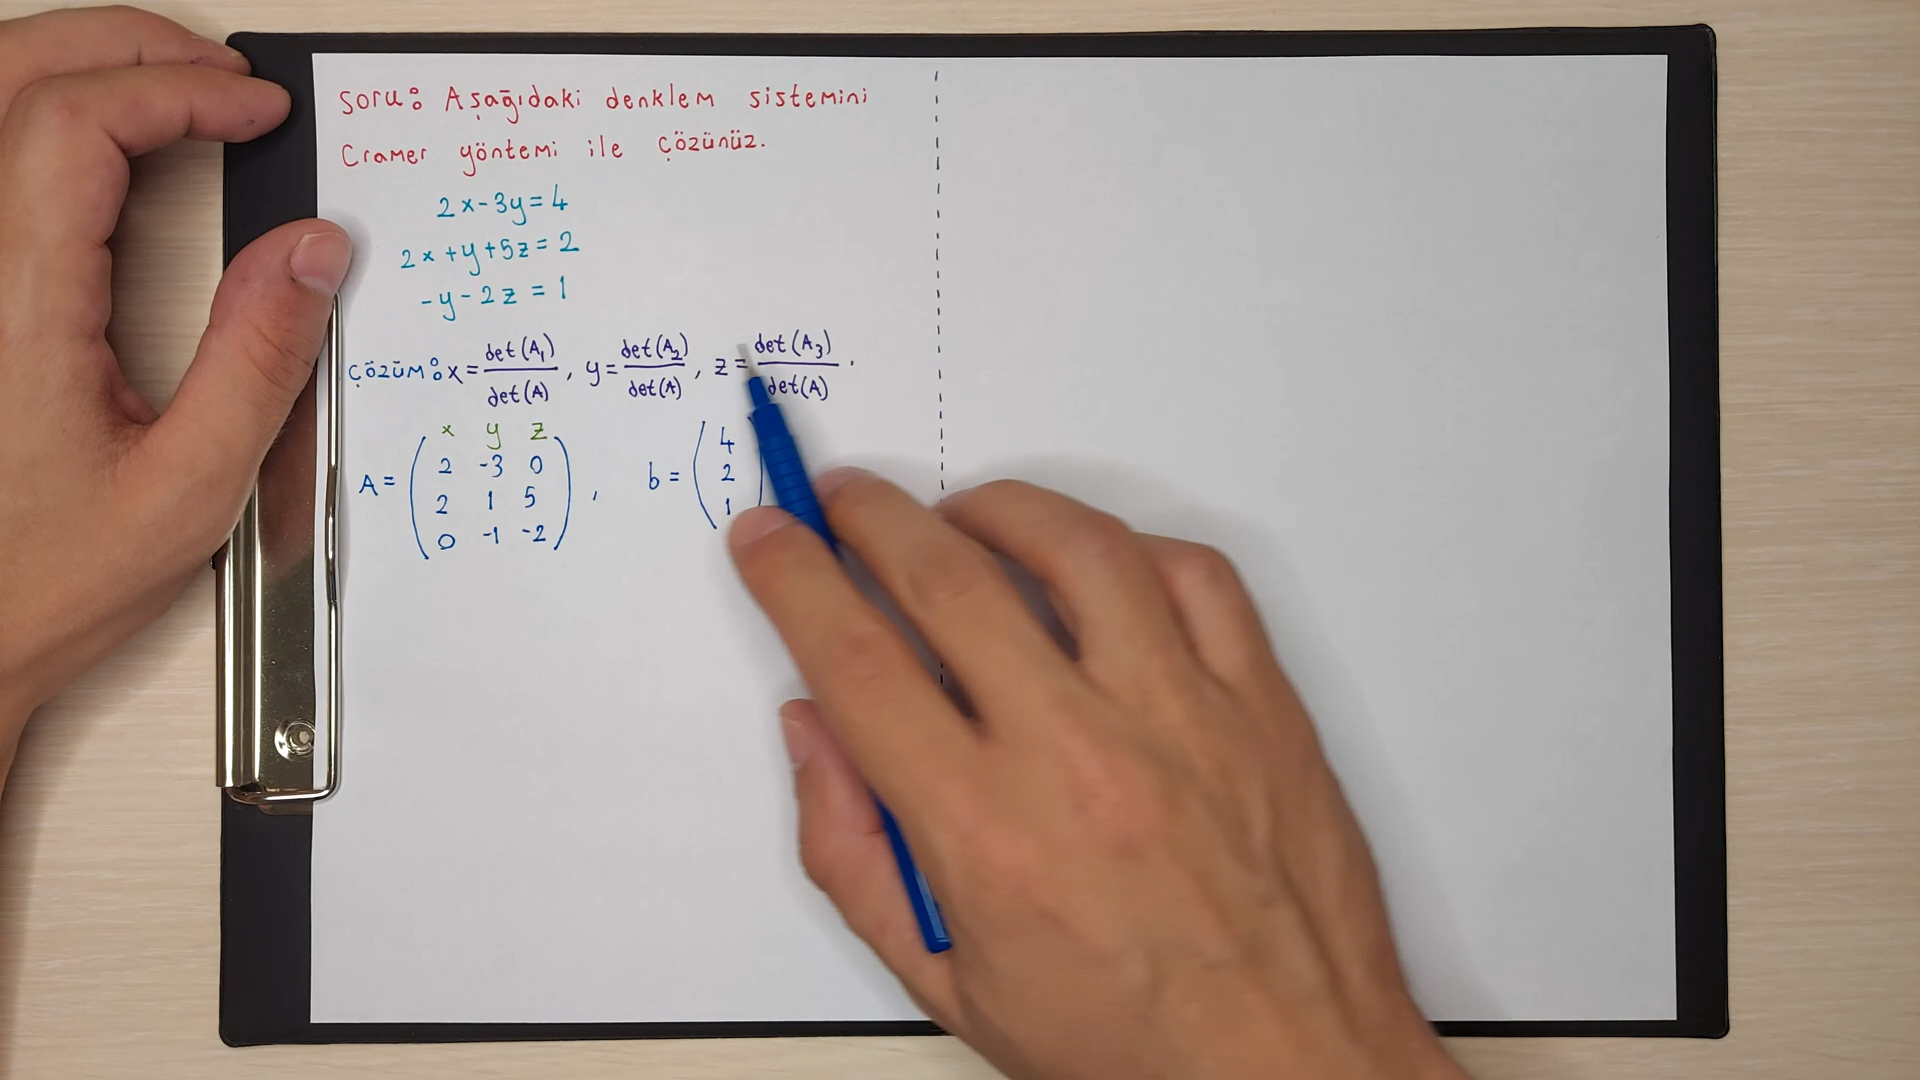 Soru: Aşağıdaki denklem sistemini
Cramer yöntemi ile çözünüz.
2x-3y=4
2x+y+5z=2
-y-2z=1
Çözüm: x = det(A₁)/det(A), y = det(A₂)/det(A), z = det(A₃)/det(A).
x y z
A = ( 2 -3 0
2 1 5
0 -1 -2 ),
b = ( 4
2
1